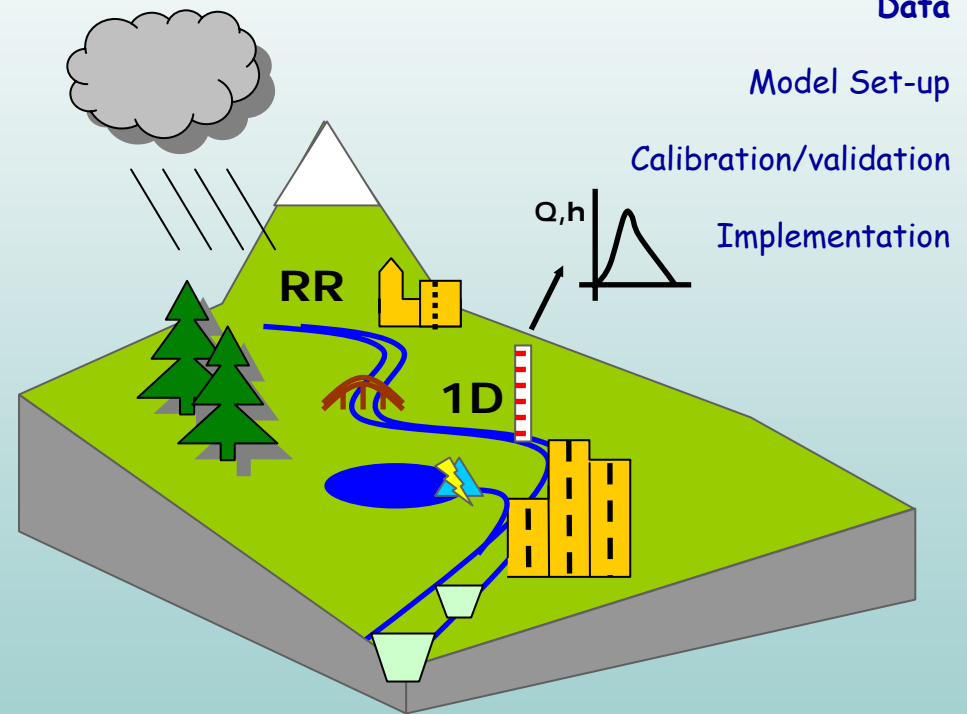 Data
Model Set-up
Calibration/validation
Q,h
Implementation
RR
1D